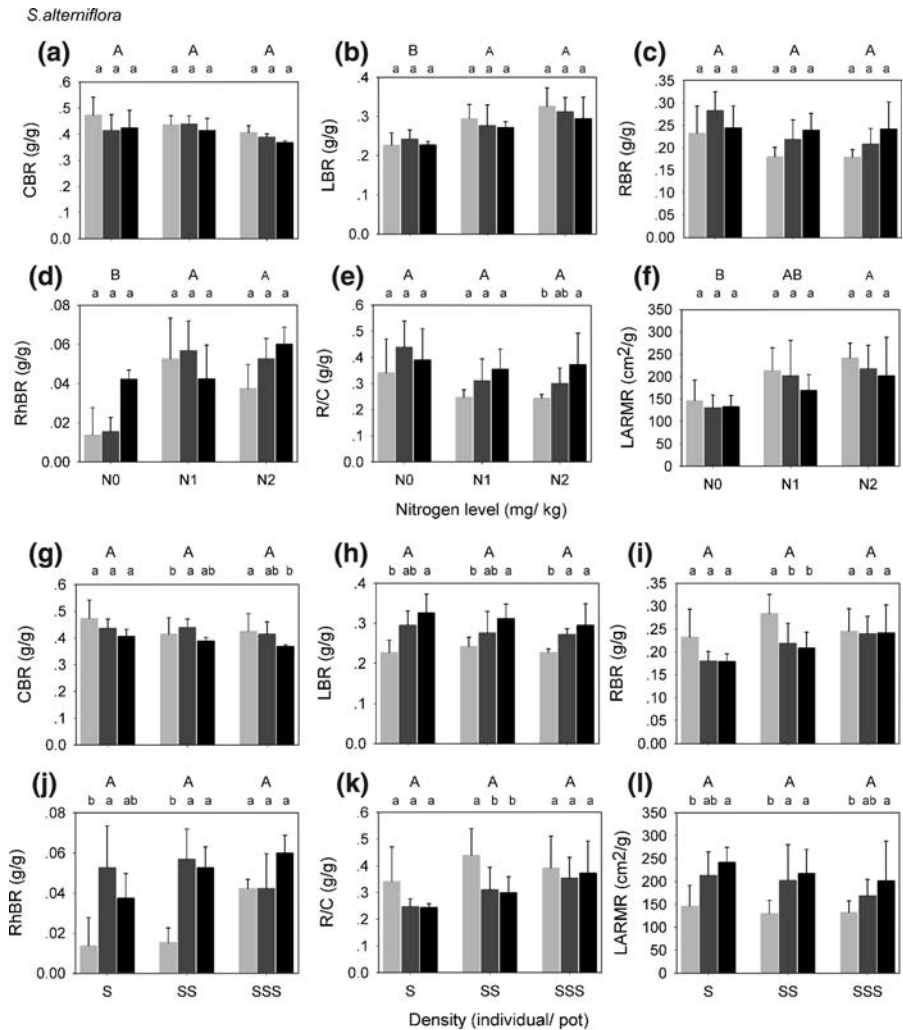 S.alterniflora
(a) A A A
a a a a a a a a a
CBR (g/g)
.6
.5
.4
.3
.2
.1
0.0
(b) B A A
a a a a a a a a a
LBR (g/g)
.4
.3
.2
.1
0.0
(c) A A A
a a a a a a a a a
RBR (g/g)
.35
.30
.25
.20
.15
.10
.05
.00
(d) B A A
a a a a a a a a a
RhBR (g/g)
.08
.06
.04
.02
0.00
N0 N1 N2
(e) A A A
a a a a a a b ab a
R/C (g/g)
.6
.5
.4
.3
.2
.1
0.0
N0 N1 N2
(f) B AB A
a a a a a a a a a
LARMR (cm2/g)
350
300
250
200
150
100
50
0
N0 N1 N2
Nitrogen level (mg/ kg)
(g) A A A
a a a b a ab a ab b
CBR (g/g)
.6
.5
.4
.3
.2
.1
0.0
(h) A A A
b ab a b ab a b a a
LBR (g/g)
.4
.3
.2
.1
0.0
(i) A A A
a a a a b b a a a
RBR (g/g)
.35
.30
.25
.20
.15
.10
.05
0.00
(j) A A A
b a ab b a a a a a
RhBR (g/g)
.08
.06
.04
.02
0.00
S SS SSS
(k) A A A
a a a a b b a a a
R/C (g/g)
.6
.5
.4
.3
.2
.1
0.0
S SS SSS
(l) A A A
b ab a b a a b ab a
LARMR (cm2/g)
350
300
250
200
150
100
50
0
S SS SSS
Density (individual/ pot)